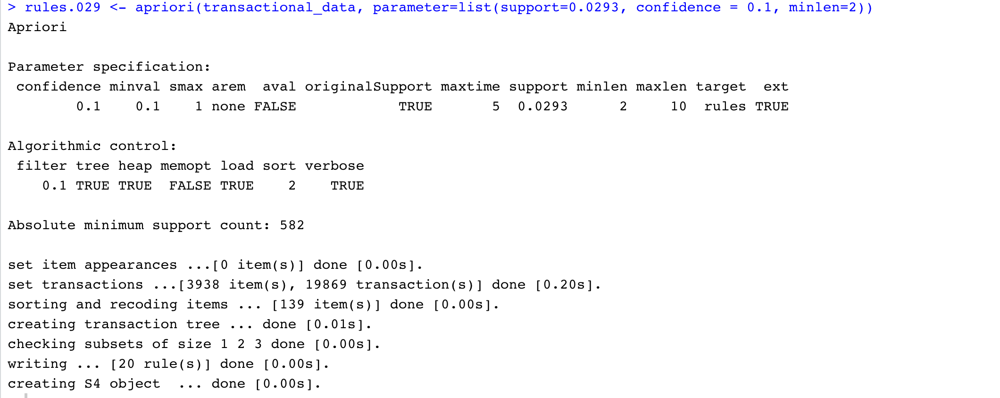 > rules.029 <- apriori(transactional_data, parameter=list(support=0.0293, confidence = 0.1, minlen=2))
Apriori

Parameter specification:
 confidence minval smax arem  aval originalSupport maxtime support minlen maxlen target  ext
        0.1    0.1    1 none FALSE            TRUE       5  0.0293      2     10  rules TRUE

Algorithmic control:
 filter tree heap memopt load sort verbose
    0.1 TRUE TRUE  FALSE TRUE    2    TRUE

Absolute minimum support count: 582

set item appearances ...[0 item(s)] done [0.00s].
set transactions ...[3938 item(s), 19869 transaction(s)] done [0.20s].
sorting and recoding items ... [139 item(s)] done [0.00s].
creating transaction tree ... done [0.01s].
checking subsets of size 1 2 3 done [0.00s].
writing ... [20 rule(s)] done [0.00s].
creating S4 object  ... done [0.00s].